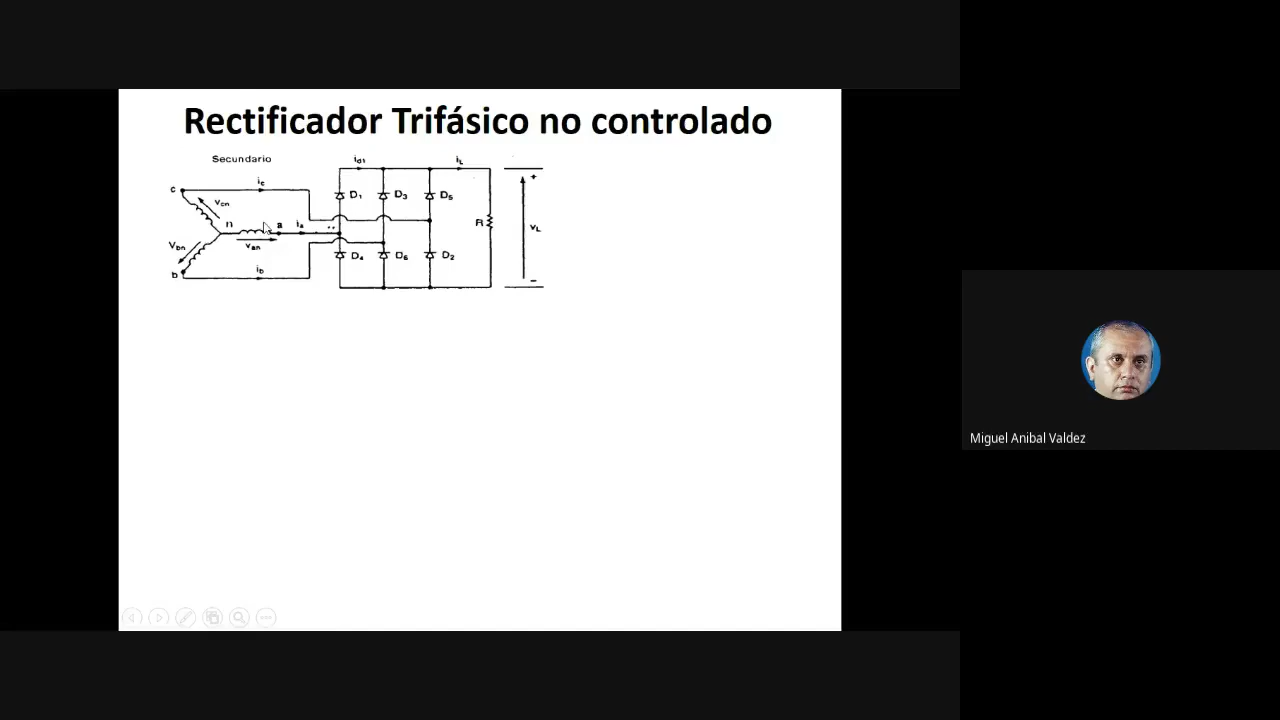 Rectificador Trifásico no controlado
Secundario
id1
iL
+
c
ic
vcn
D1
D3
D5
n
a
ia
R
vL
Vbn
van
D4
D6
D2
b
ib
−
Miguel Anibal Valdez